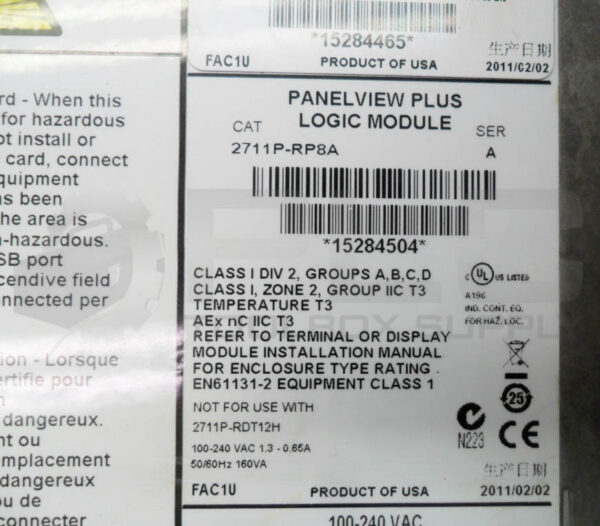 rd - When this
for hazardous
ot install or
card, connect
quipment
as been
he area is
-hazardous.
SB port
cendive field
onnected per
on - Lorsque
ertifie pour
n
dangereux.
nt ou
mplacement
dangereux
ou de
connecter
*15284465*
生产日期
FAC1U PRODUCT OF USA 2011/02/02
PANELVIEW PLUS
LOGIC MODULE
CAT SER
2711P-RP8A A
*15284504*
CLASS I DIV 2, GROUPS A,B,C,D
CLASS I, ZONE 2, GROUP IIC T3
TEMPERATURE T3
AEx nC IIC T3
REFER TO TERMINAL OR DISPLAY
MODULE INSTALLATION MANUAL
FOR ENCLOSURE TYPE RATING.
EN61131-2 EQUIPMENT CLASS 1
c UL US LISTED
A196
IND. CONT. EQ.
FOR HAZ. LOC.
NOT FOR USE WITH
2711P-RDT12H
100-240 VAC 1.3 - 0.65A
50/60Hz 160VA
25
N223
CE
生产日期
FAC1U PRODUCT OF USA 2011/02/02
100-240 VAC